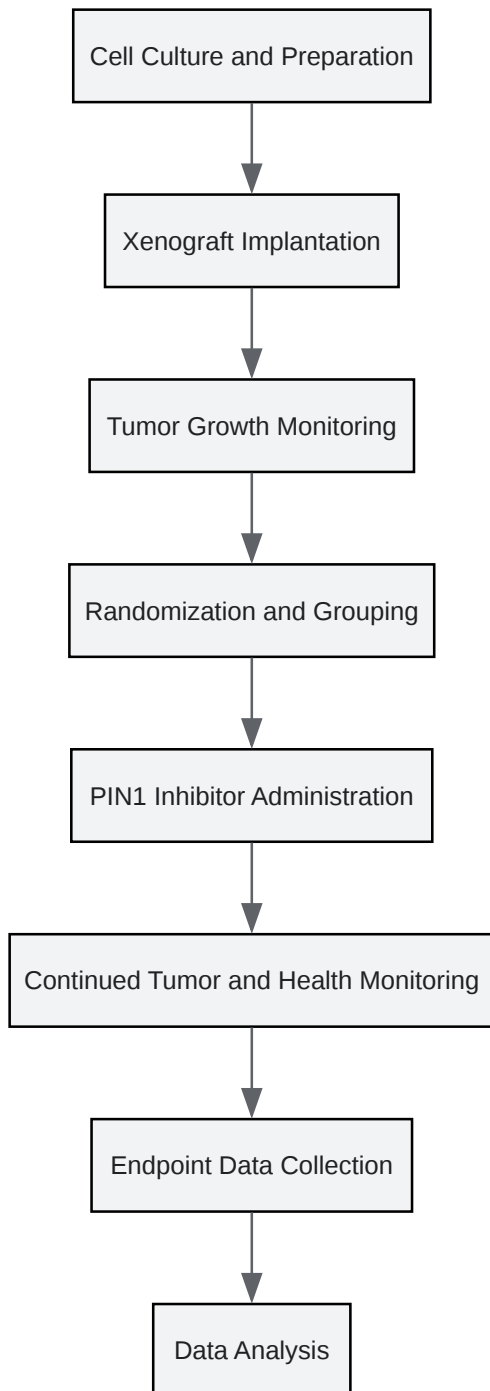 Cell Culture and Preparation
Xenograft Implantation
Tumor Growth Monitoring
Randomization and Grouping
PIN1 Inhibitor Administration
Continued Tumor and Health Monitoring
Endpoint Data Collection
Data Analysis